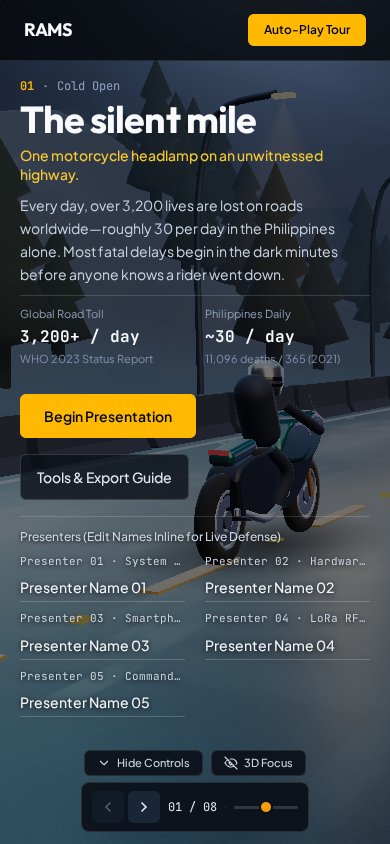 RAMS
Auto-Play Tour
01 · Cold Open
The silent mile
One motorcycle headlamp on an unwitnessed
highway.
Every day, over 3,200 lives are lost on roads
worldwide—roughly 30 per day in the Philippines
alone. Most fatal delays begin in the dark minutes
before anyone knows a rider went down.
Global Road Toll
Philippines Daily
3,200+ / day
~30 / day
WHO 2023 Status Report
11,096 deaths / 365 (2021)
Begin Presentation
Tools & Export Guide
Presenters (Edit Names Inline for Live Defense)
Presenter 01 · System …
Presenter 02 · Hardwar…
Presenter Name 01
Presenter Name 02
Presenter 03 · Smartph…
Presenter 04 · LoRa RF…
Presenter Name 03
Presenter Name 04
Presenter 05 · Command…
Presenter Name 05
Hide Controls
3D Focus
01 / 08